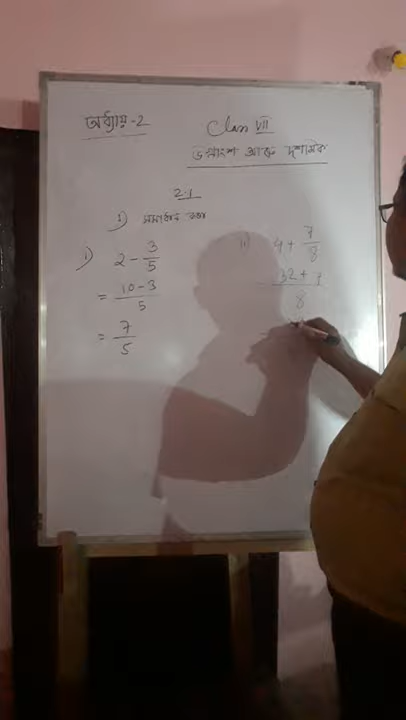 অধ্যায় - 2
Class VII
ভগ্নাংশ আৰু দশমিক
2.1
1) সমাধান কৰা
i) 2 - 3/5
= 10 - 3 / 5
= 7/5
ii) 4 + 7/8
32 + 7 / 8